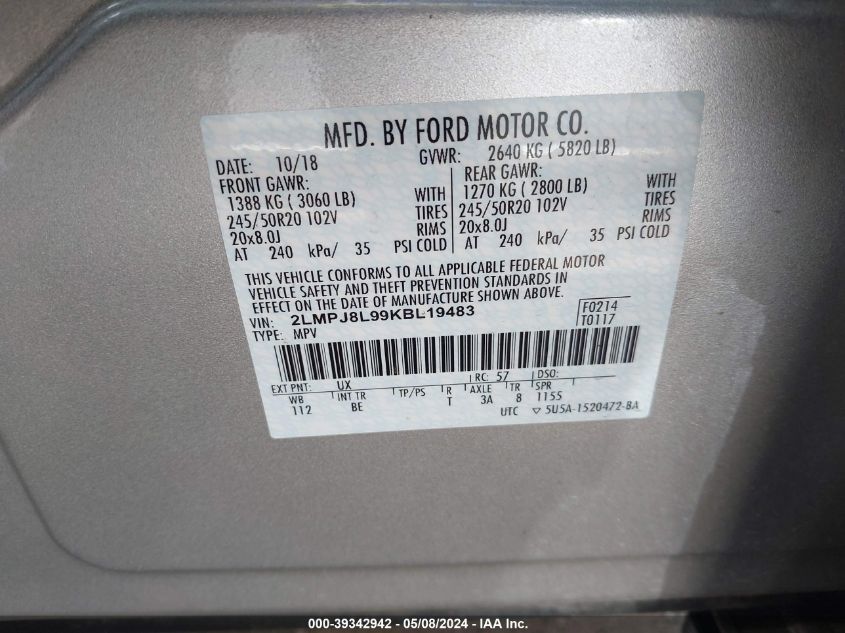 MFD. BY FORD MOTOR CO.
DATE: 10/18 GVWR: 2640 KG ( 5820 LB)
FRONT GAWR: REAR GAWR:
1388 KG ( 3060 LB) WITH 1270 KG ( 2800 LB) WITH
245/50R20 102V TIRES 245/50R20 102V TIRES
20x8.0J RIMS 20x8.0J RIMS
AT 240 kPa/ 35 PSI COLD AT 240 kPa/ 35 PSI COLD
THIS VEHICLE CONFORMS TO ALL APPLICABLE FEDERAL MOTOR
VEHICLE SAFETY AND THEFT PREVENTION STANDARDS IN
EFFECT ON THE DATE OF MANUFACTURE SHOWN ABOVE.
VIN: 2LMPJ8L99KBL19483 F0214
TYPE: MPV T0117
EXT PNT: UX RC: 57 DSO:
WB INT TR TP/PS R AXLE TR SPR
112 BE T 3A 8 1155
UTC ▽ 5U5A-1520472-BA
000-39342942 - 05/08/2024 - IAA Inc.